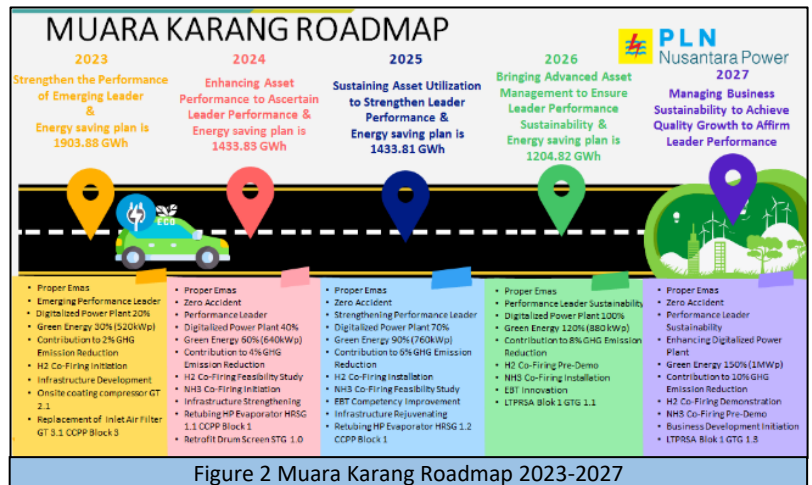 MUARA KARANG ROADMAP
PLN
Nusantara Power
2023
Strengthen the Performance
of Emerging Leader
&
Energy saving plan is
1903.88 GWh
2024
Enhancing Asset
Performance to Ascertain
Leader Performance &
Energy saving plan is
1433.83 GWh
2025
Sustaining Asset Utilization
to Strengthen Leader
Performance &
Energy saving plan is
1433.81 GWh
2026
Bringing Advanced Asset
Management to Ensure
Leader Performance
Sustainability &
Energy saving plan is
1204.82 GWh
2027
Managing Business
Sustainability to Achieve
Quality Growth to Affirm
Leader Performance
ECO
• Proper Emas
• Emerging Performance Leader
• Digitalized Power Plant 20%
• Green Energy 30% (520kWp)
• Contribution to 2% GHG
Emission Reduction
• H2 Co-Firing Initiation
• Infrastructure Development
• Onsite coating compressor GT
2.1
• Replacement of Inlet Air Filter
GT 3.1 CCPP Block 3
• Proper Emas
• Zero Accident
• Performance Leader
• Digitalized Power Plant 40%
• Green Energy 60% (640kWp)
• Contribution to 4% GHG
Emission Reduction
• H2 Co-Firing Feasibility Study
• NH3 Co-Firing Initiation
• Infrastructure Strengthening
• Retubing HP Evaporator HRSG
1.1 CCPP Block 1
• Retrofit Drum Screen STG 1.0
• Proper Emas
• Zero Accident
• Strengthening Performance Leader
• Digitalized Power Plant 70%
• Green Energy 90% (760kWp)
• Contribution to 6% GHG Emission
Reduction
• H2 Co-Firing Installation
• NH3 Co-Firing Feasibility Study
• EBT Competency Improvement
• Infrastructure Rejuvenating
• Retubing HP Evaporator HRSG 1.2
CCPP Block 1
• Proper Emas
• Performance Leader Sustainability
• Digitalized Power Plant 100%
• Green Energy 120% (880 kWp)
• Contribution to 8% GHG Emission
Reduction
• H2 Co-Firing Pre-Demo
• NH3 Co-Firing Installation
• EBT Innovation
• LTPRSA Blok 1 GTG 1.1
• Proper Emas
• Zero Accident
• Performance Leader
Sustainability
• Enhancing Digitalized Power
Plant
• Green Energy 150% (1MWp)
• Contribution to 10% GHG
Emission Reduction
• H2 Co-Firing Demonstration
• NH3 Co-Firing Pre-Demo
• Business Development Initiation
• LTPRSA Blok 1 GTG 1.3
Figure 2 Muara Karang Roadmap 2023-2027